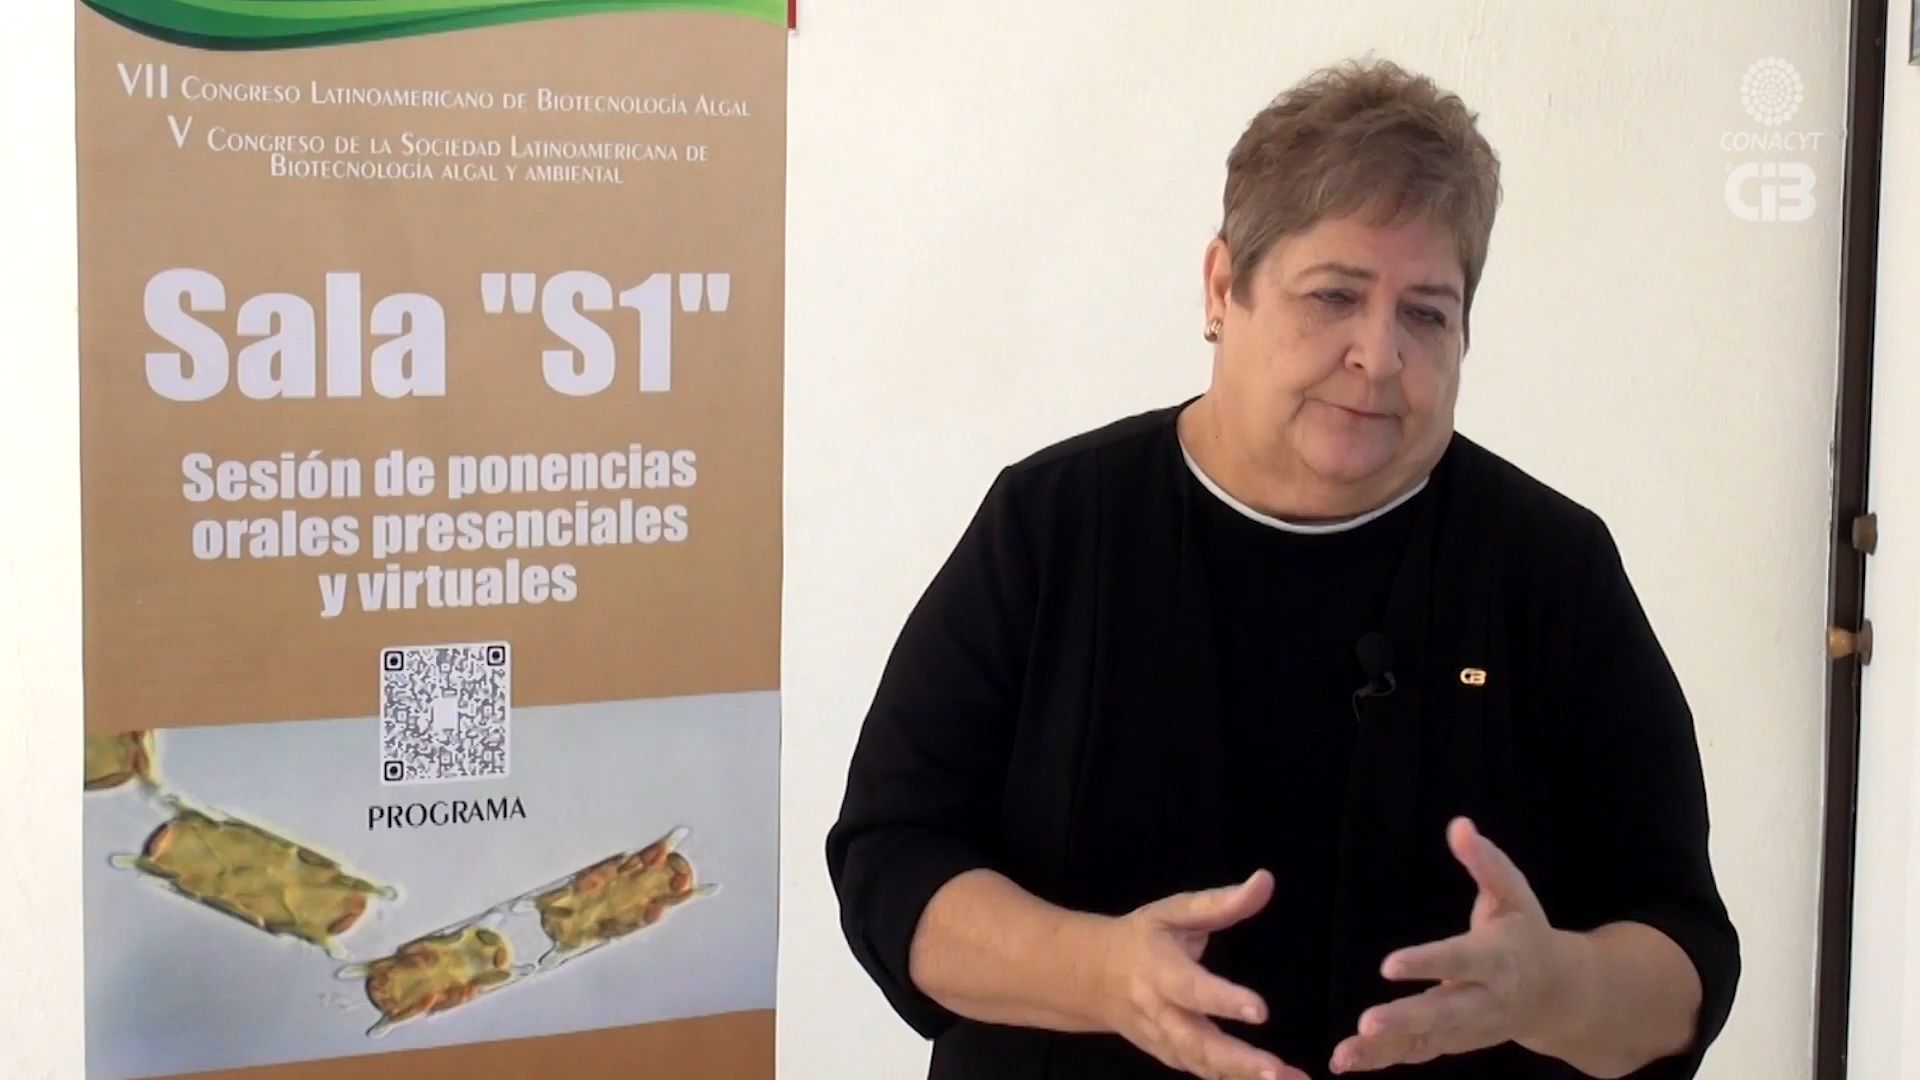 VII Congreso Latinoamericano de Biotecnología Algal
V Congreso de la Sociedad Latinoamericana de
Biotecnología algal y ambiental
Sala "S1"
Sesión de ponencias
orales presenciales
y virtuales
PROGRAMA
CONACYT
CiB
CiB